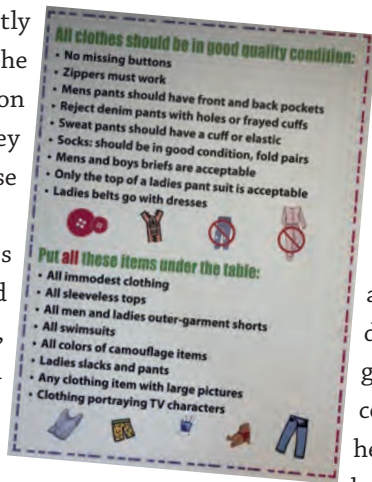 tly
he
on
ey
se
s
d
,
All clothes should be in good quality condition:
• No missing buttons
• Zippers must work
• Mens pants should have front and back pockets
• Reject denim pants with holes or frayed cuffs
• Sweat pants should have a cuff or elastic
• Socks: should be in good condition, fold pairs
• Mens and boys briefs are acceptable
• Only the top of a ladies pant suit is acceptable
• Ladies belts go with dresses
Put all these items under the table:
• All immodest clothing
• All sleeveless tops
• All men and ladies outer-garment shorts
• All swimsuits
• All colors of camouflage items
• Ladies slacks and pants
• Any clothing item with large pictures
• Clothing portraying TV characters
a
d
g
co
he